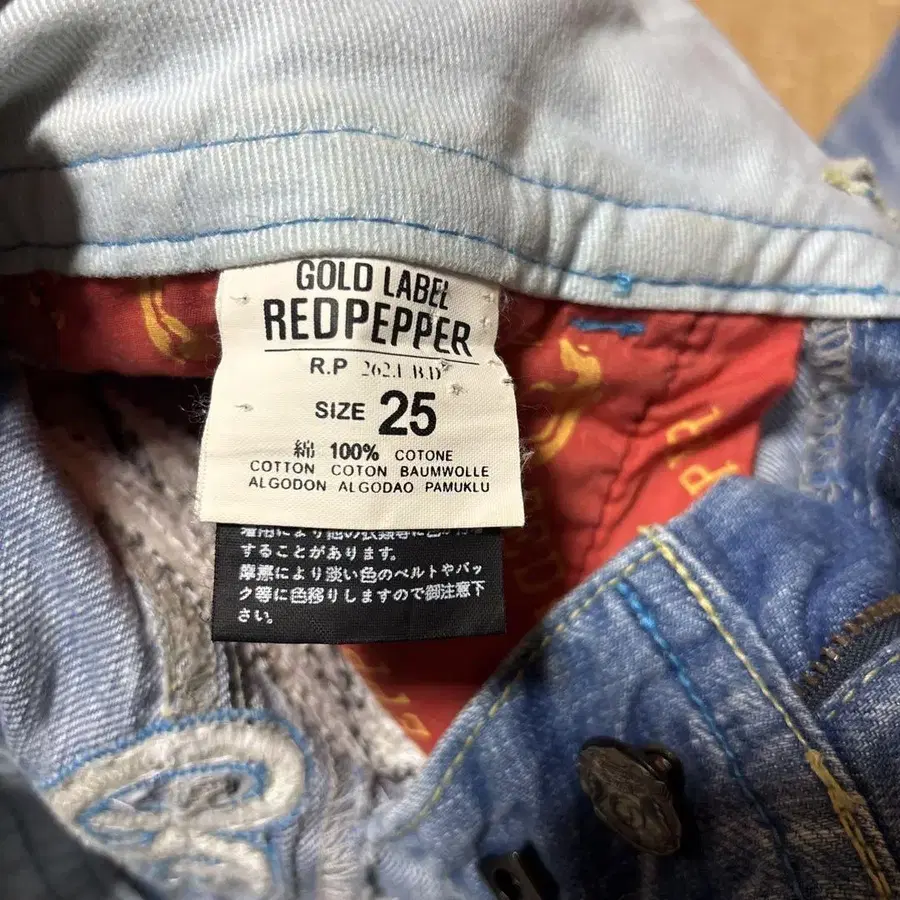 GOLD LABEL
REDPEPPER
R.P 2624 B.D
SIZE 25
綿 100% COTONE
COTTON COTON BAUMWOLLE
ALGODON ALGODAO PAMUKLU
着用により他の衣類等に色が移
することがあります。
摩擦により淡い色のベルトやバッ
ク等に色移りしますので御注意下
さい。